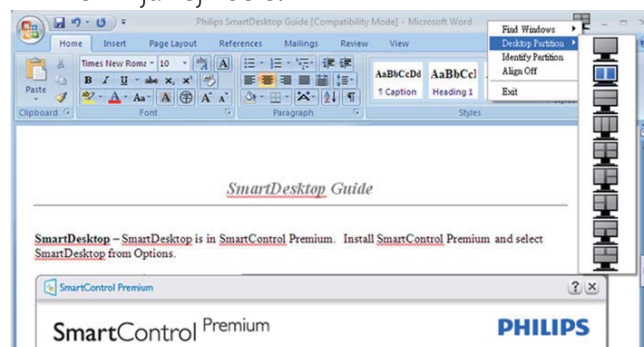 Philips SmartDesktop Guide [Compatibility Mode] - Microsoft Word
Find Windows
Desktop Partition
Identify Partition
Align Off
Exit
Home Insert Page Layout References Mailings Review View
Times New Roma 10
B I U abc x, x²
Aa A A A
Paste
AaBbCcDd AaBbCcl
¶ Caption Heading 1
Clipboard Font Paragraph Styles
SmartDesktop Guide
SmartDesktop – SmartDesktop is in SmartControl Premium. Install SmartControl Premium and select
SmartDesktop from Options.
SmartControl Premium
SmartControl Premium
PHILIPS